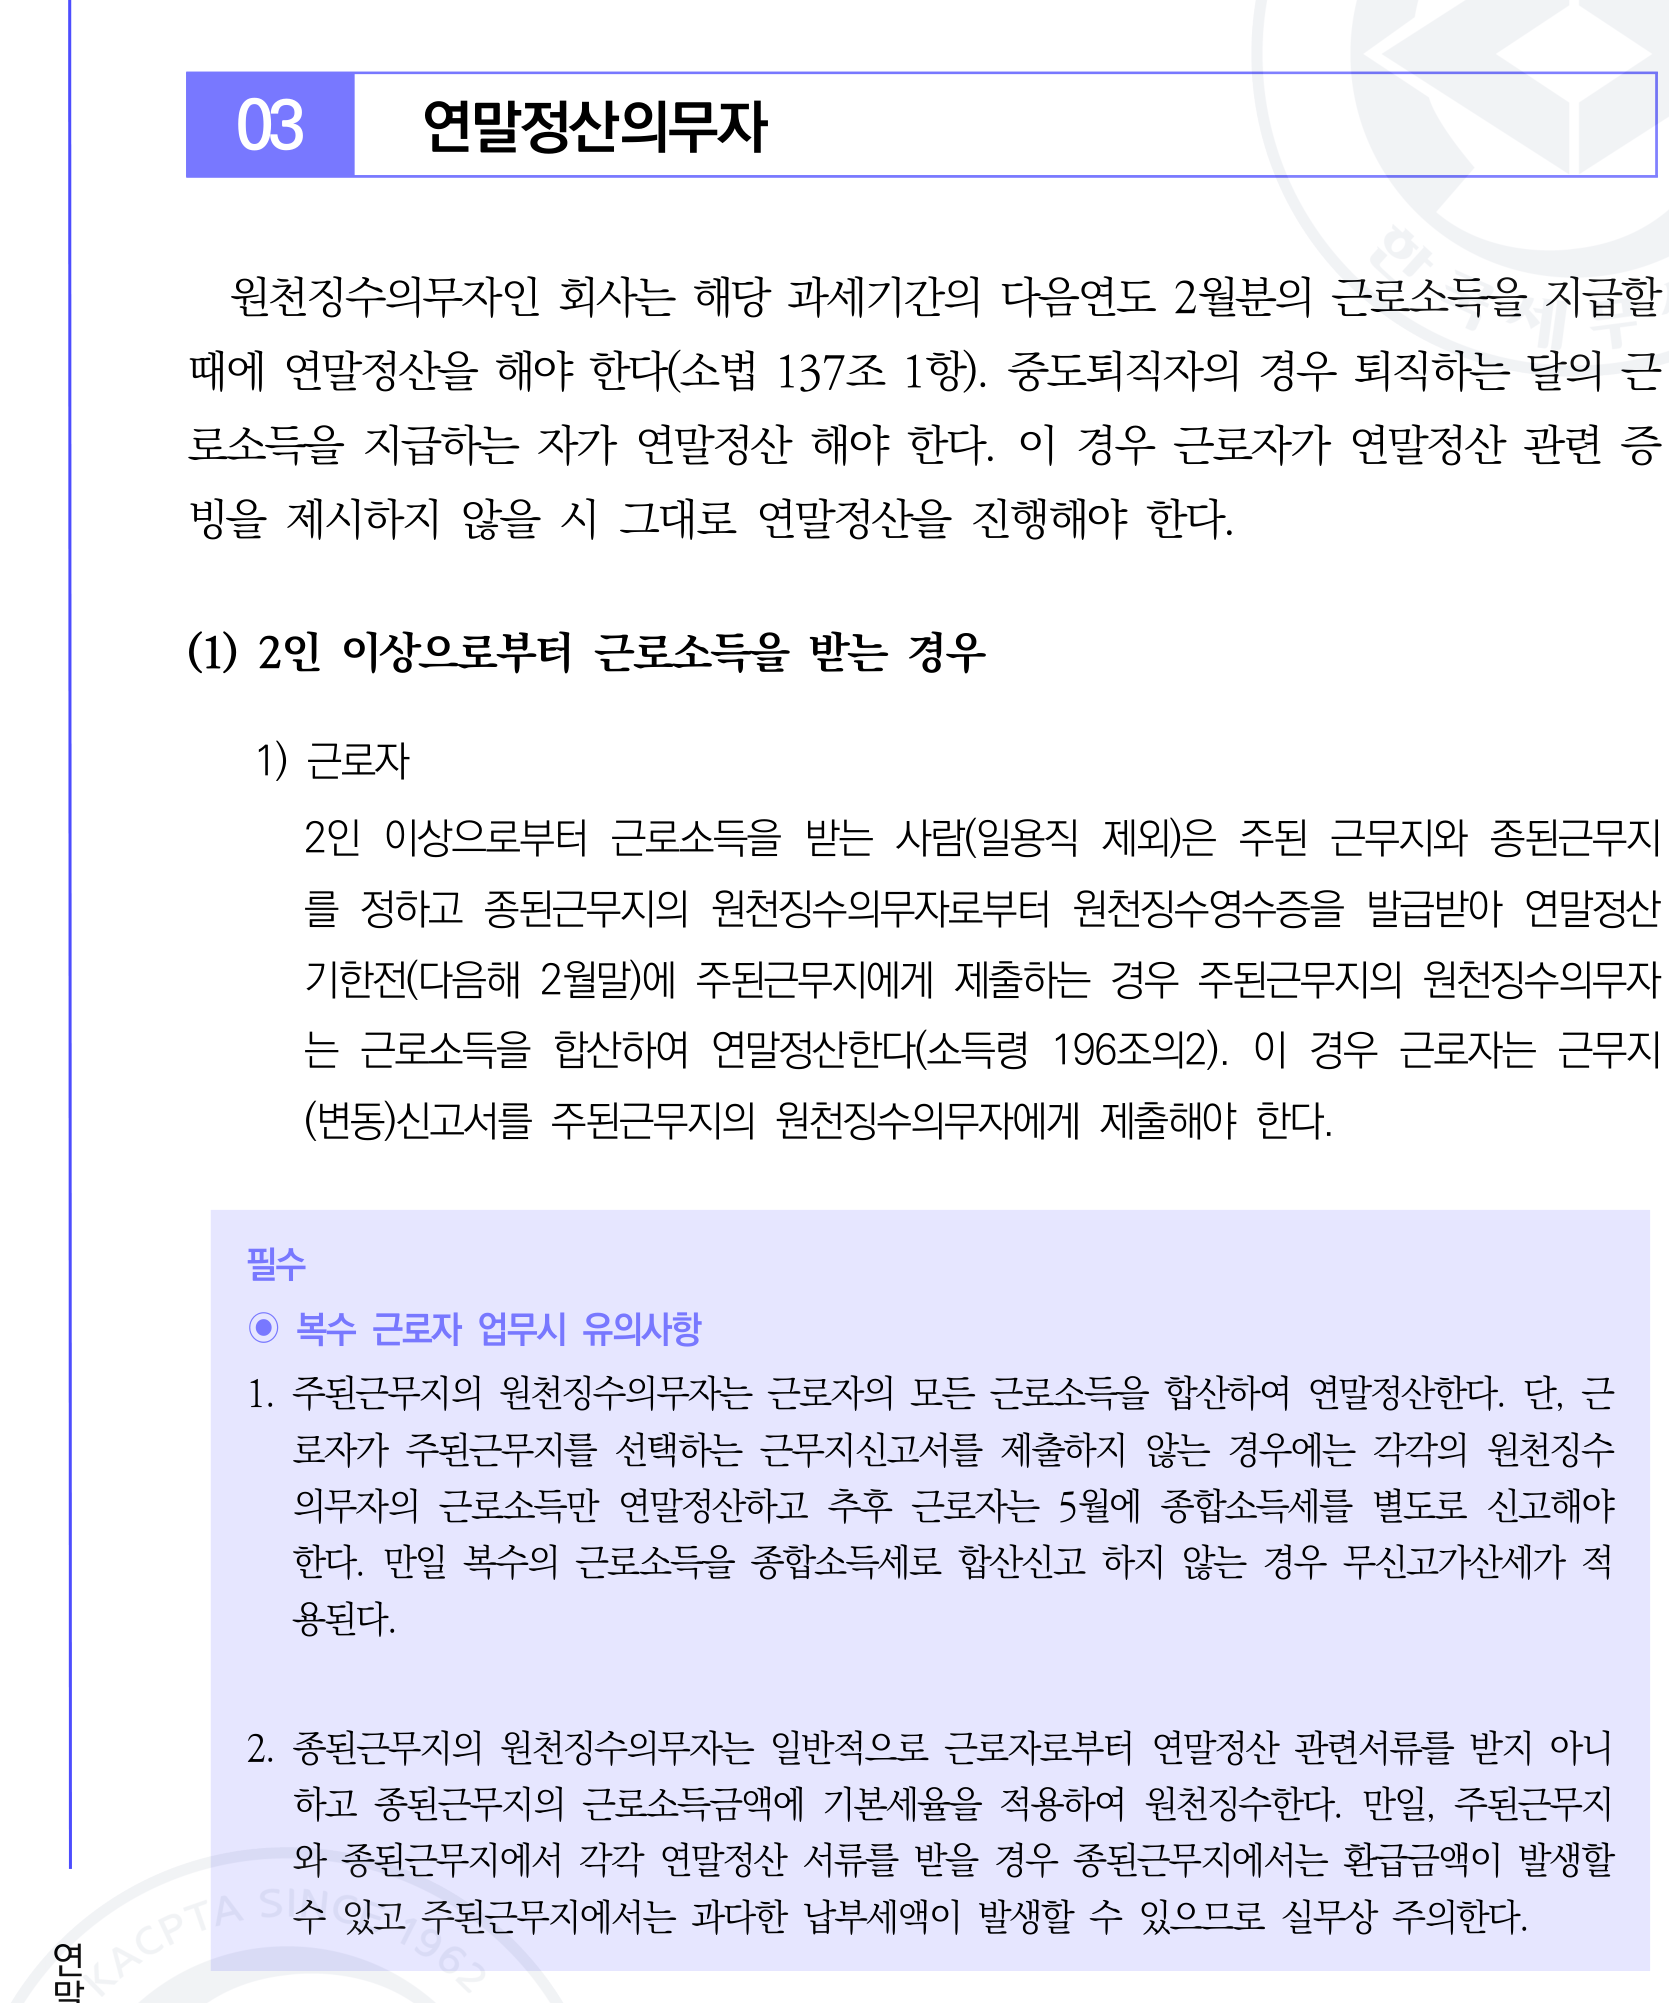 03 연말정산의무자
원천징수의무자인 회사는 해당 과세기간의 다음연도 2월분의 근로소득을 지급할
때에 연말정산을 해야 한다(소법 137조 1항). 중도퇴직자의 경우 퇴직하는 달의 근
로소득을 지급하는 자가 연말정산 해야 한다. 이 경우 근로자가 연말정산 관련 증
빙을 제시하지 않을 시 그대로 연말정산을 진행해야 한다.
(1) 2인 이상으로부터 근로소득을 받는 경우
1) 근로자
2인 이상으로부터 근로소득을 받는 사람(일용직 제외)은 주된 근무지와 종된근무지
를 정하고 종된근무지의 원천징수의무자로부터 원천징수영수증을 발급받아 연말정산
기한전(다음해 2월말)에 주된근무지에게 제출하는 경우 주된근무지의 원천징수의무자
는 근로소득을 합산하여 연말정산한다(소득령 196조의2). 이 경우 근로자는 근무지
(변동)신고서를 주된근무지의 원천징수의무자에게 제출해야 한다.
필수
◉ 복수 근로자 업무시 유의사항
1. 주된근무지의 원천징수의무자는 근로자의 모든 근로소득을 합산하여 연말정산한다. 단, 근
로자가 주된근무지를 선택하는 근무지신고서를 제출하지 않는 경우에는 각각의 원천징수
의무자의 근로소득만 연말정산하고 추후 근로자는 5월에 종합소득세를 별도로 신고해야
한다. 만일 복수의 근로소득을 종합소득세로 합산신고 하지 않는 경우 무신고가산세가 적
용된다.
2. 종된근무지의 원천징수의무자는 일반적으로 근로자로부터 연말정산 관련서류를 받지 아니
하고 종된근무지의 근로소득금액에 기본세율을 적용하여 원천징수한다. 만일, 주된근무지
와 종된근무지에서 각각 연말정산 서류를 받을 경우 종된근무지에서는 환급금액이 발생할
수 있고 주된근무지에서는 과다한 납부세액이 발생할 수 있으므로 실무상 주의한다.
KACPTA SINCE 1962
연